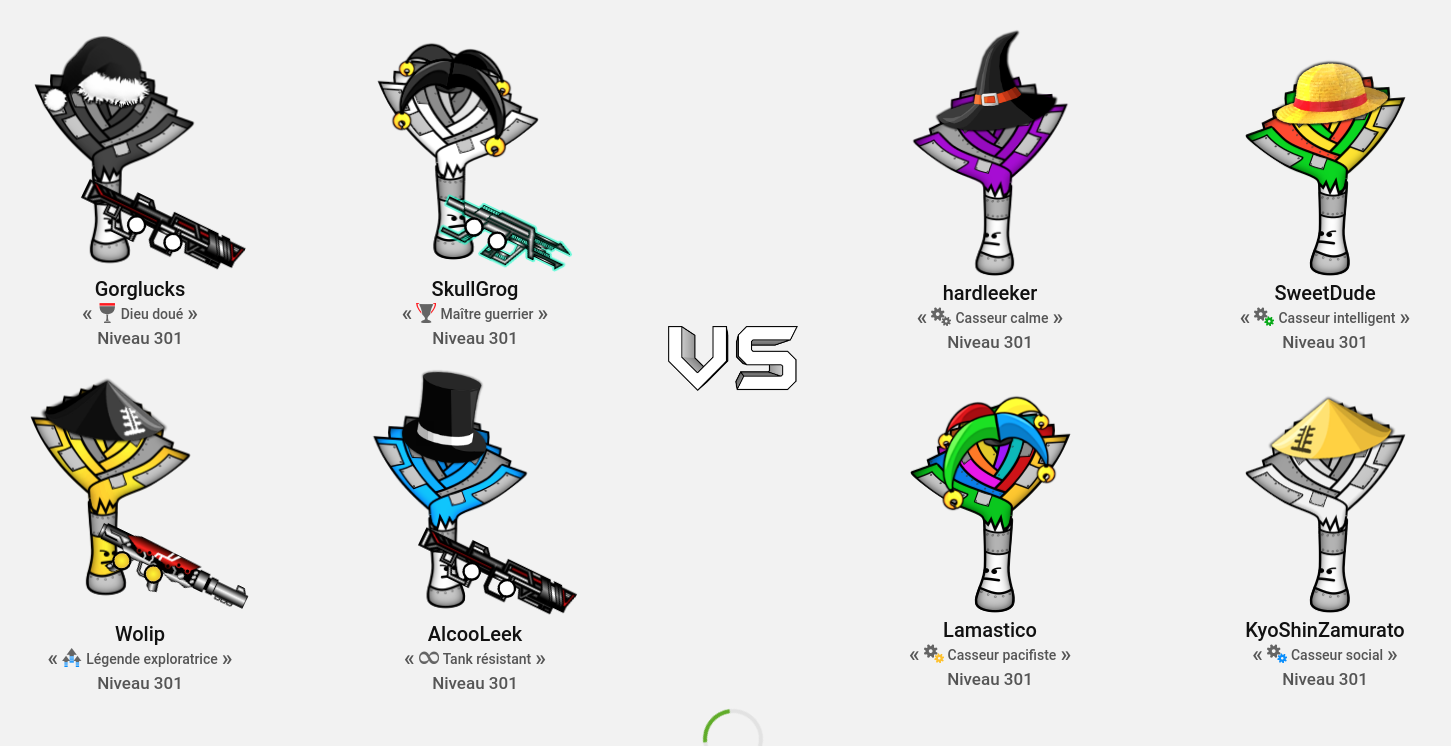 Gorglucks
« Dieu doué »
Niveau 301
SkullGrog
« Maître guerrier »
Niveau 301
Wolip
« Légende exploratrice »
Niveau 301
AlcooLeek
« Tank résistant »
Niveau 301
VS
hardleeker
« Casseur calme »
Niveau 301
SweetDude
« Casseur intelligent »
Niveau 301
Lamastico
« Casseur pacifiste »
Niveau 301
KyoShinZamurato
« Casseur social »
Niveau 301